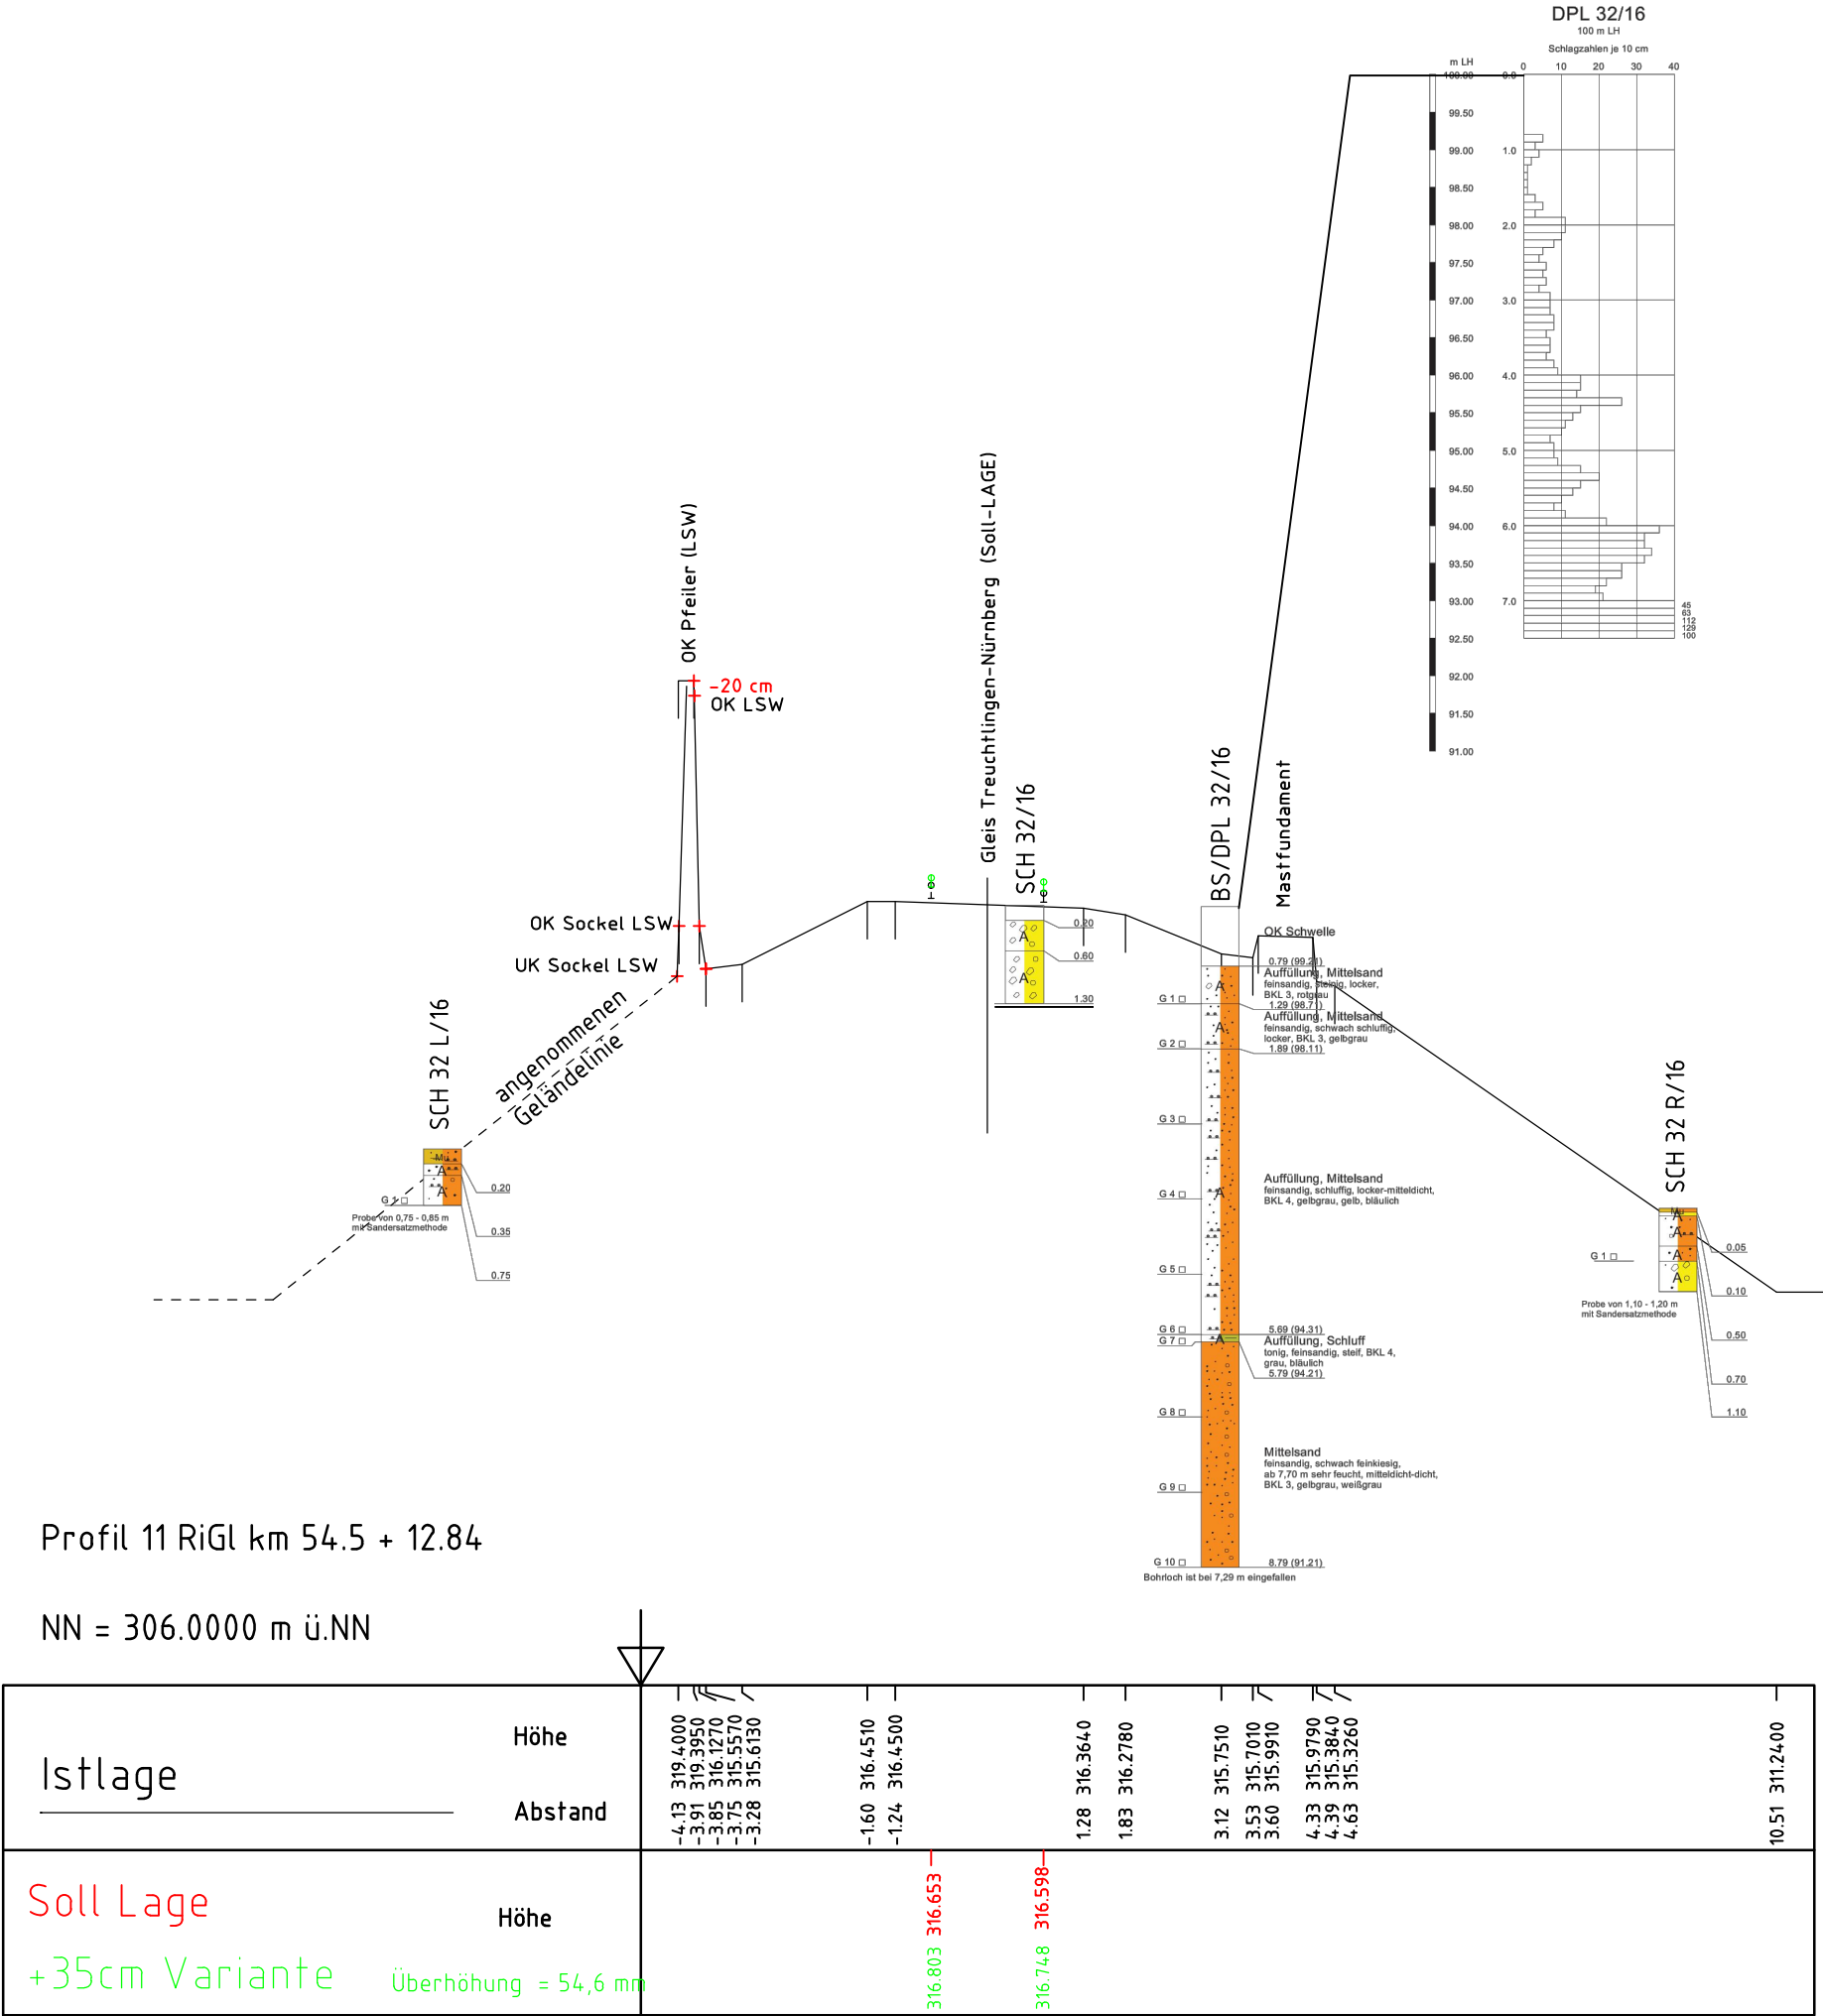 DPL 32/16
100 m LH
Schlagzahlen je 10 cm
m LH
0 10 20 30 40
100.00 0.0
99.50
99.00 1.0
98.50
98.00 2.0
97.50
97.00 3.0
96.50
96.00 4.0
95.50
95.00 5.0
94.50
94.00 6.0
93.50
93.00 7.0
45
63
112
129
100
92.50
92.00
91.50
91.00
OK Pfeiler (LSW)
-20 cm
OK LSW
OK Sockel LSW
UK Sockel LSW
angenommenen
Geländelinie
Gleis Treuchtlingen-Nürnberg (Soll-LAGE)
SCH 32/16
A
A
0.20
0.60
1.30
BS/DPL 32/16
Mastfundament
OK Schwelle
0.79 (99.21)
Auffüllung, Mittelsand
feinsandig, steinig, locker,
BKL 3, rotgrau
1.29 (98.71)
Auffüllung, Mittelsand
feinsandig, schwach schluffig,
locker, BKL 3, gelbgrau
1.89 (98.11)
Auffüllung, Mittelsand
feinsandig, schluffig, locker-mitteldicht,
BKL 4, gelbgrau, gelb, bläulich
5.69 (94.31)
Auffüllung, Schluff
tonig, feinsandig, steif, BKL 4,
grau, bläulich
5.79 (94.21)
Mittelsand
feinsandig, schwach feinkiesig,
ab 7,70 m sehr feucht, mitteldicht-dicht,
BKL 3, gelbgrau, weißgrau
8.79 (91.21)
Bohrloch ist bei 7,29 m eingefallen
G 1
G 2
G 3
G 4
G 5
G 6
G 7
G 8
G 9
G 10
A
A
A
A
SCH 32 L/16
Mu
A
A
G 1
0.20
0.35
0.75
Probe von 0,75 - 0,85 m
mit Sandersatzmethode
SCH 32 R/16
Mu
A
A
A
A
G 1
0.05
0.10
0.50
0.70
1.10
Probe von 1,10 - 1,20 m
mit Sandersatzmethode
Profil 11 RiGl km 54.5 + 12.84
NN = 306.0000 m ü.NN
Istlage
Höhe
Abstand
-4.13 319.4000
-3.91 319.3950
-3.85 316.1270
-3.75 315.5570
-3.28 315.6130
-1.60 316.4510
-1.24 316.4500
1.28 316.3640
1.83 316.2780
3.12 315.7510
3.53 315.7010
3.60 315.9910
4.33 315.9790
4.39 315.3840
4.63 315.3260
10.51 311.2400
Soll Lage
Höhe
316.653
316.598
+35cm Variante
Überhöhung = 54,6 mm
316.803
316.748